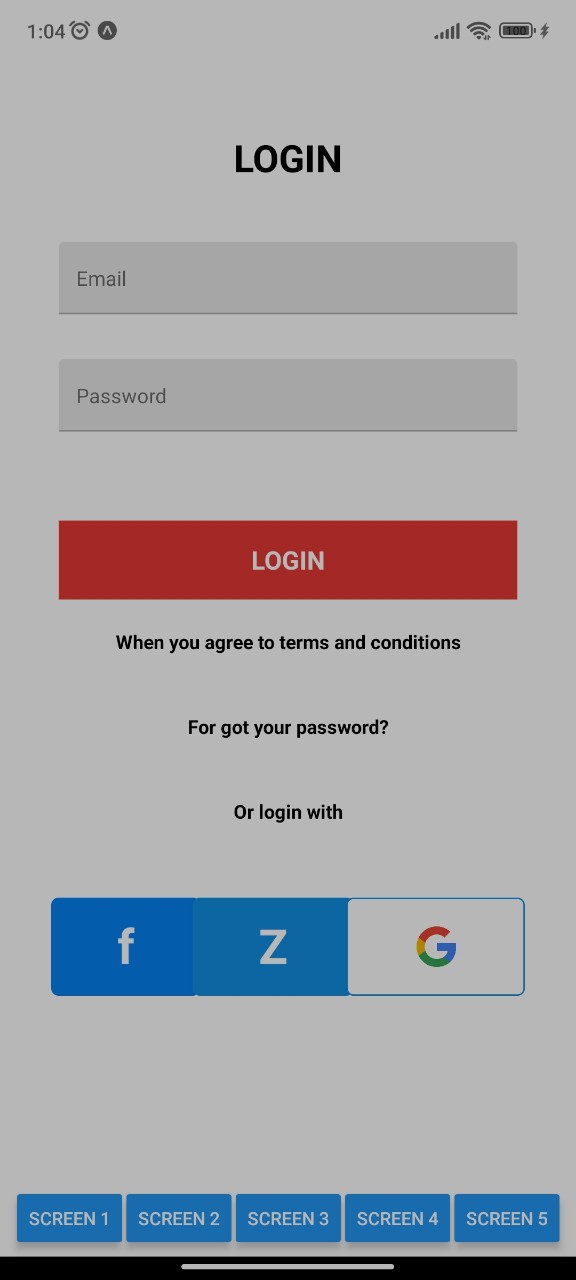 1:04
100
LOGIN
Email
Password
LOGIN
When you agree to terms and conditions
For got your password?
Or login with
f Z G
SCREEN 1 SCREEN 2 SCREEN 3 SCREEN 4 SCREEN 5